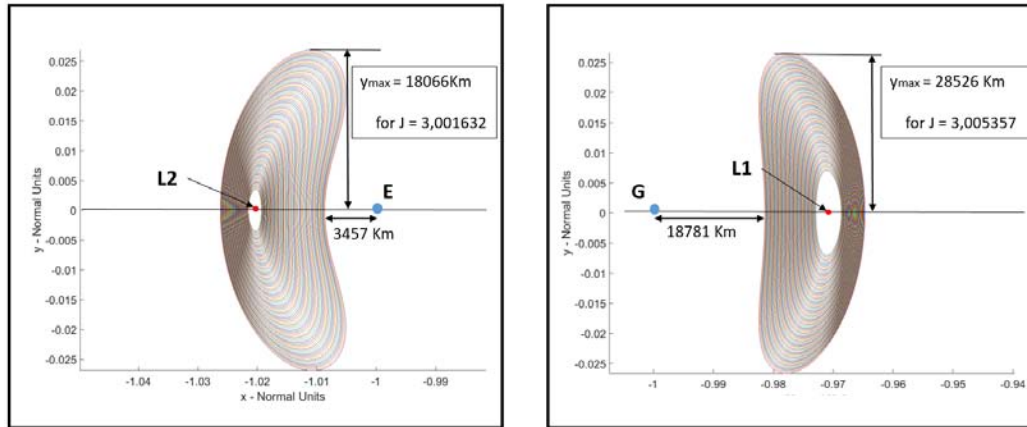 0.025
0.02
0.015
0.01
0.005
0
-0.005
-0.01
-0.015
-0.02
-0.025
y - Normal Units
-1.04
-1.03
-1.02
-1.01
-1
-0.99
x - Normal Units
L2
E
3457 Km
ymax = 18066Km
for J = 3,001632
0.025
0.02
0.015
0.01
0.005
0
-0.005
-0.01
-0.015
-0.02
-0.025
y - Normal Units
-1
-0.99
-0.98
-0.97
-0.96
-0.95
-0.94
G
L1
18781 Km
ymax = 28526 Km
for J = 3,005357